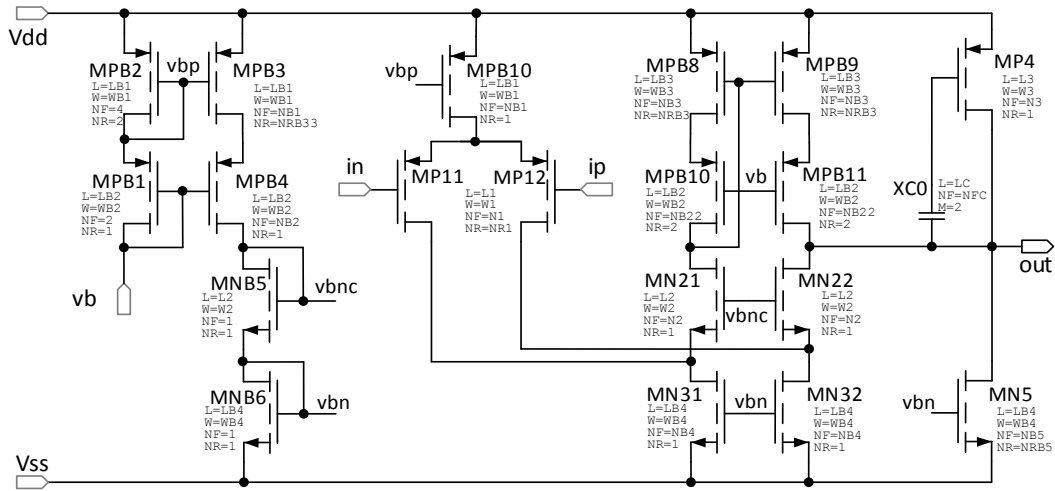 Vdd
MPB2
L=LB1
W=WB1
NF=4
NR=2
vbp
MPB3
L=LB1
W=WB1
NF=NB1
NR=NRB33
vbp
MPB10
L=LB1
W=WB1
NF=NB1
NR=1
MPB8
L=LB3
W=WB3
NF=NB3
NR=NRB3
MPB9
L=LB3
W=WB3
NF=NB3
NR=NRB3
MP4
L=L3
W=W3
NF=N3
NR=1
MPB1
L=LB2
W=WB2
NF=2
NR=1
MPB4
L=LB2
W=WB2
NF=NB2
NR=1
in
MP11
MP12
L=L1
W=W1
NF=N1
NR=NR1
ip
MPB10
L=LB2
W=WB2
NF=NB22
NR=2
vb
MPB11
L=LB2
W=WB2
NF=NB22
NR=2
XC0
L=LC
NF=NFC
M=2
out
vb
MNB5
L=L2
W=W2
NF=1
NR=1
vbnc
MN21
L=L2
W=W2
NF=N2
NR=1
vbnc
MN22
L=L2
W=W2
NF=N2
NR=1
MNB6
L=LB4
W=WB4
NF=1
NR=1
vbn
MN31
L=LB4
W=WB4
NF=NB4
NR=1
vbn
MN32
L=LB4
W=WB4
NF=NB4
NR=1
vbn
MN5
L=LB4
W=WB4
NF=NB5
NR=NRB5
Vss